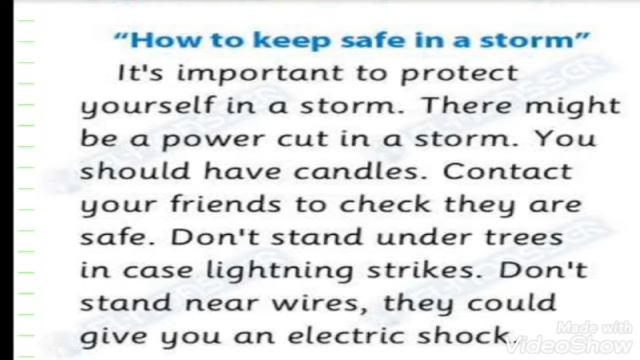 “How to keep safe in a storm”
It's important to protect
yourself in a storm. There might
be a power cut in a storm. You
should have candles. Contact
your friends to check they are
safe. Don't stand under trees
in case lightning strikes. Don't
stand near wires, they could
give you an electric shock.
Made with
VideoShow